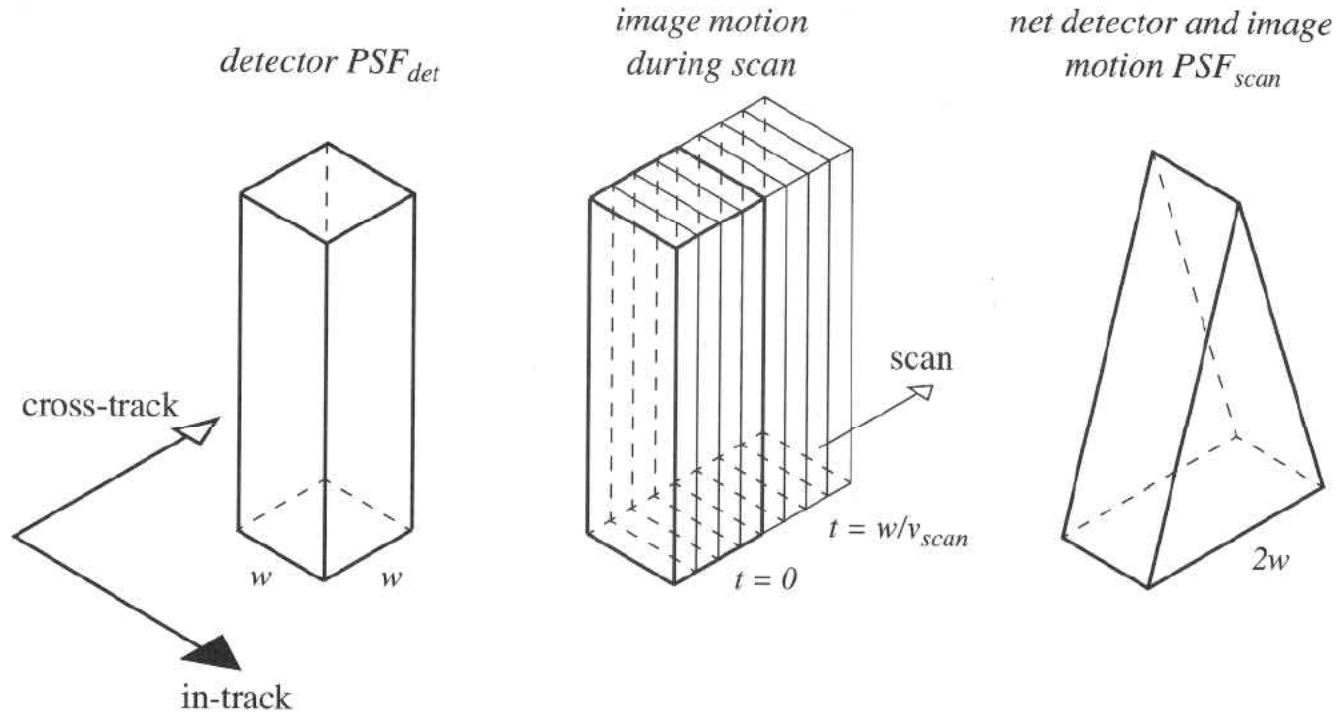 detector PSF_det
image motion
during scan
net detector and image
motion PSF_scan
cross-track
in-track
w
w
scan
t = w/v_scan
t = 0
2w